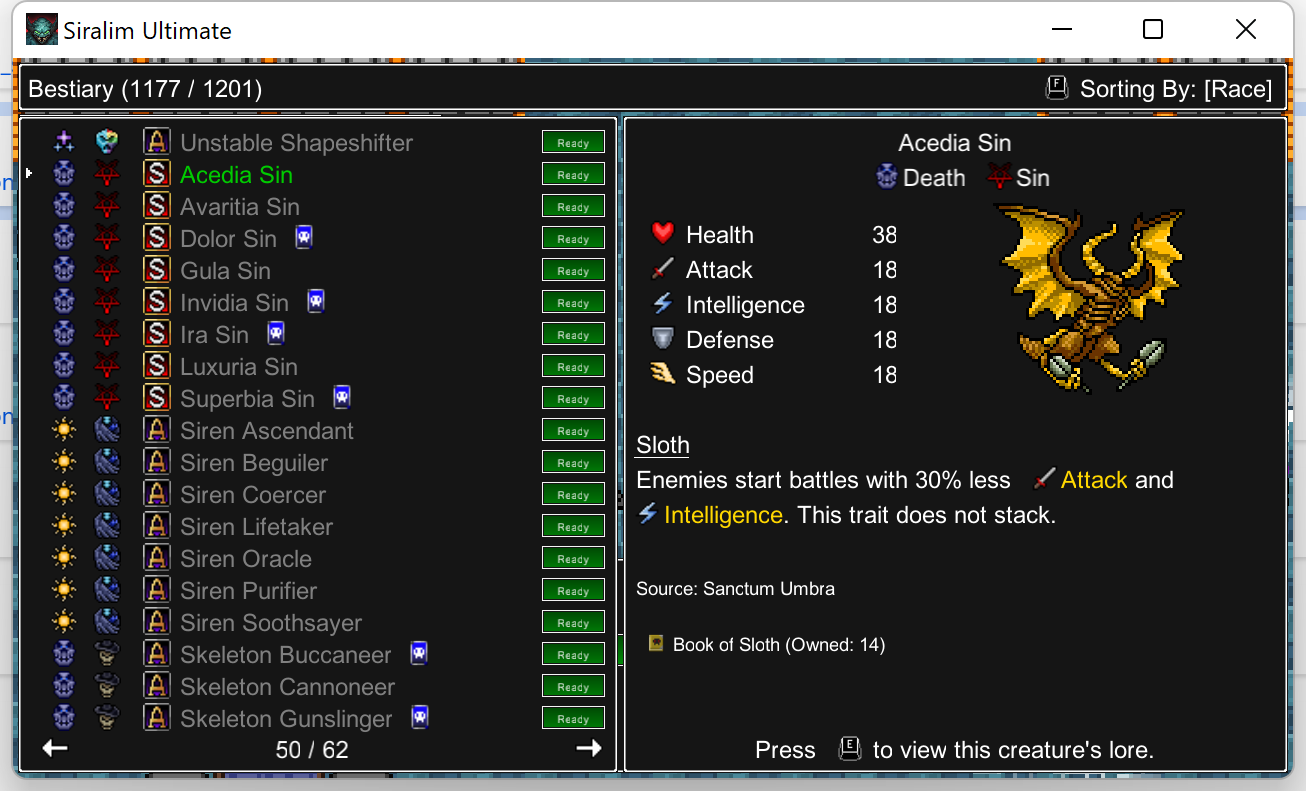 Siralim Ultimate
Bestiary (1177 / 1201)
F Sorting By: [Race]
A Unstable Shapeshifter Ready
S Acedia Sin Ready
S Avaritia Sin Ready
S Dolor Sin Ready
S Gula Sin Ready
S Invidia Sin Ready
S Ira Sin Ready
S Luxuria Sin Ready
S Superbia Sin Ready
A Siren Ascendant Ready
A Siren Beguiler Ready
A Siren Coercer Ready
A Siren Lifetaker Ready
A Siren Oracle Ready
A Siren Purifier Ready
A Siren Soothsayer Ready
A Skeleton Buccaneer Ready
A Skeleton Cannoneer Ready
A Skeleton Gunslinger Ready
50 / 62
Acedia Sin
Death Sin
Health 38
Attack 18
Intelligence 18
Defense 18
Speed 18
Sloth
Enemies start battles with 30% less Attack and
Intelligence. This trait does not stack.
Source: Sanctum Umbra
Book of Sloth (Owned: 14)
Press E to view this creature's lore.